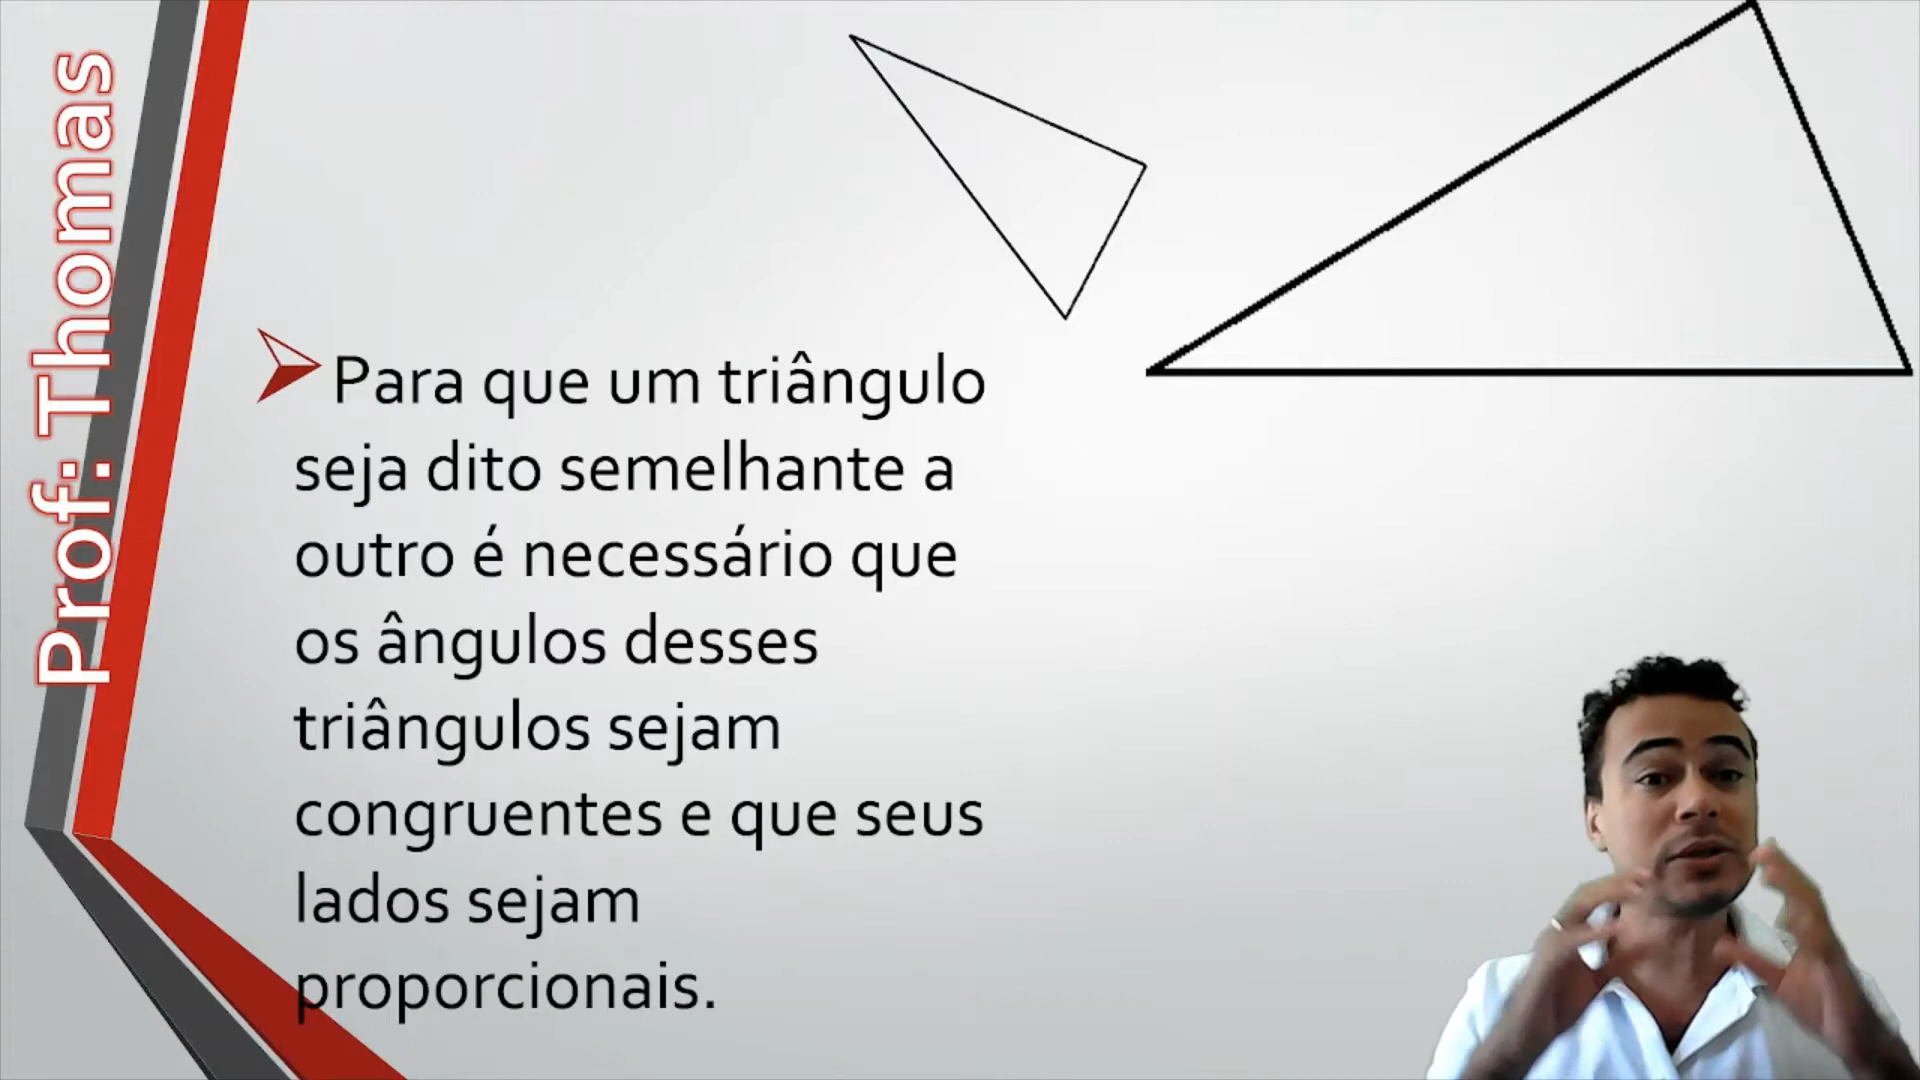 Prof: Thomas
Para que um triângulo
seja dito semelhante a
outro é necessário que
os ângulos desses
triângulos sejam
congruentes e que seus
lados sejam
proporcionais.